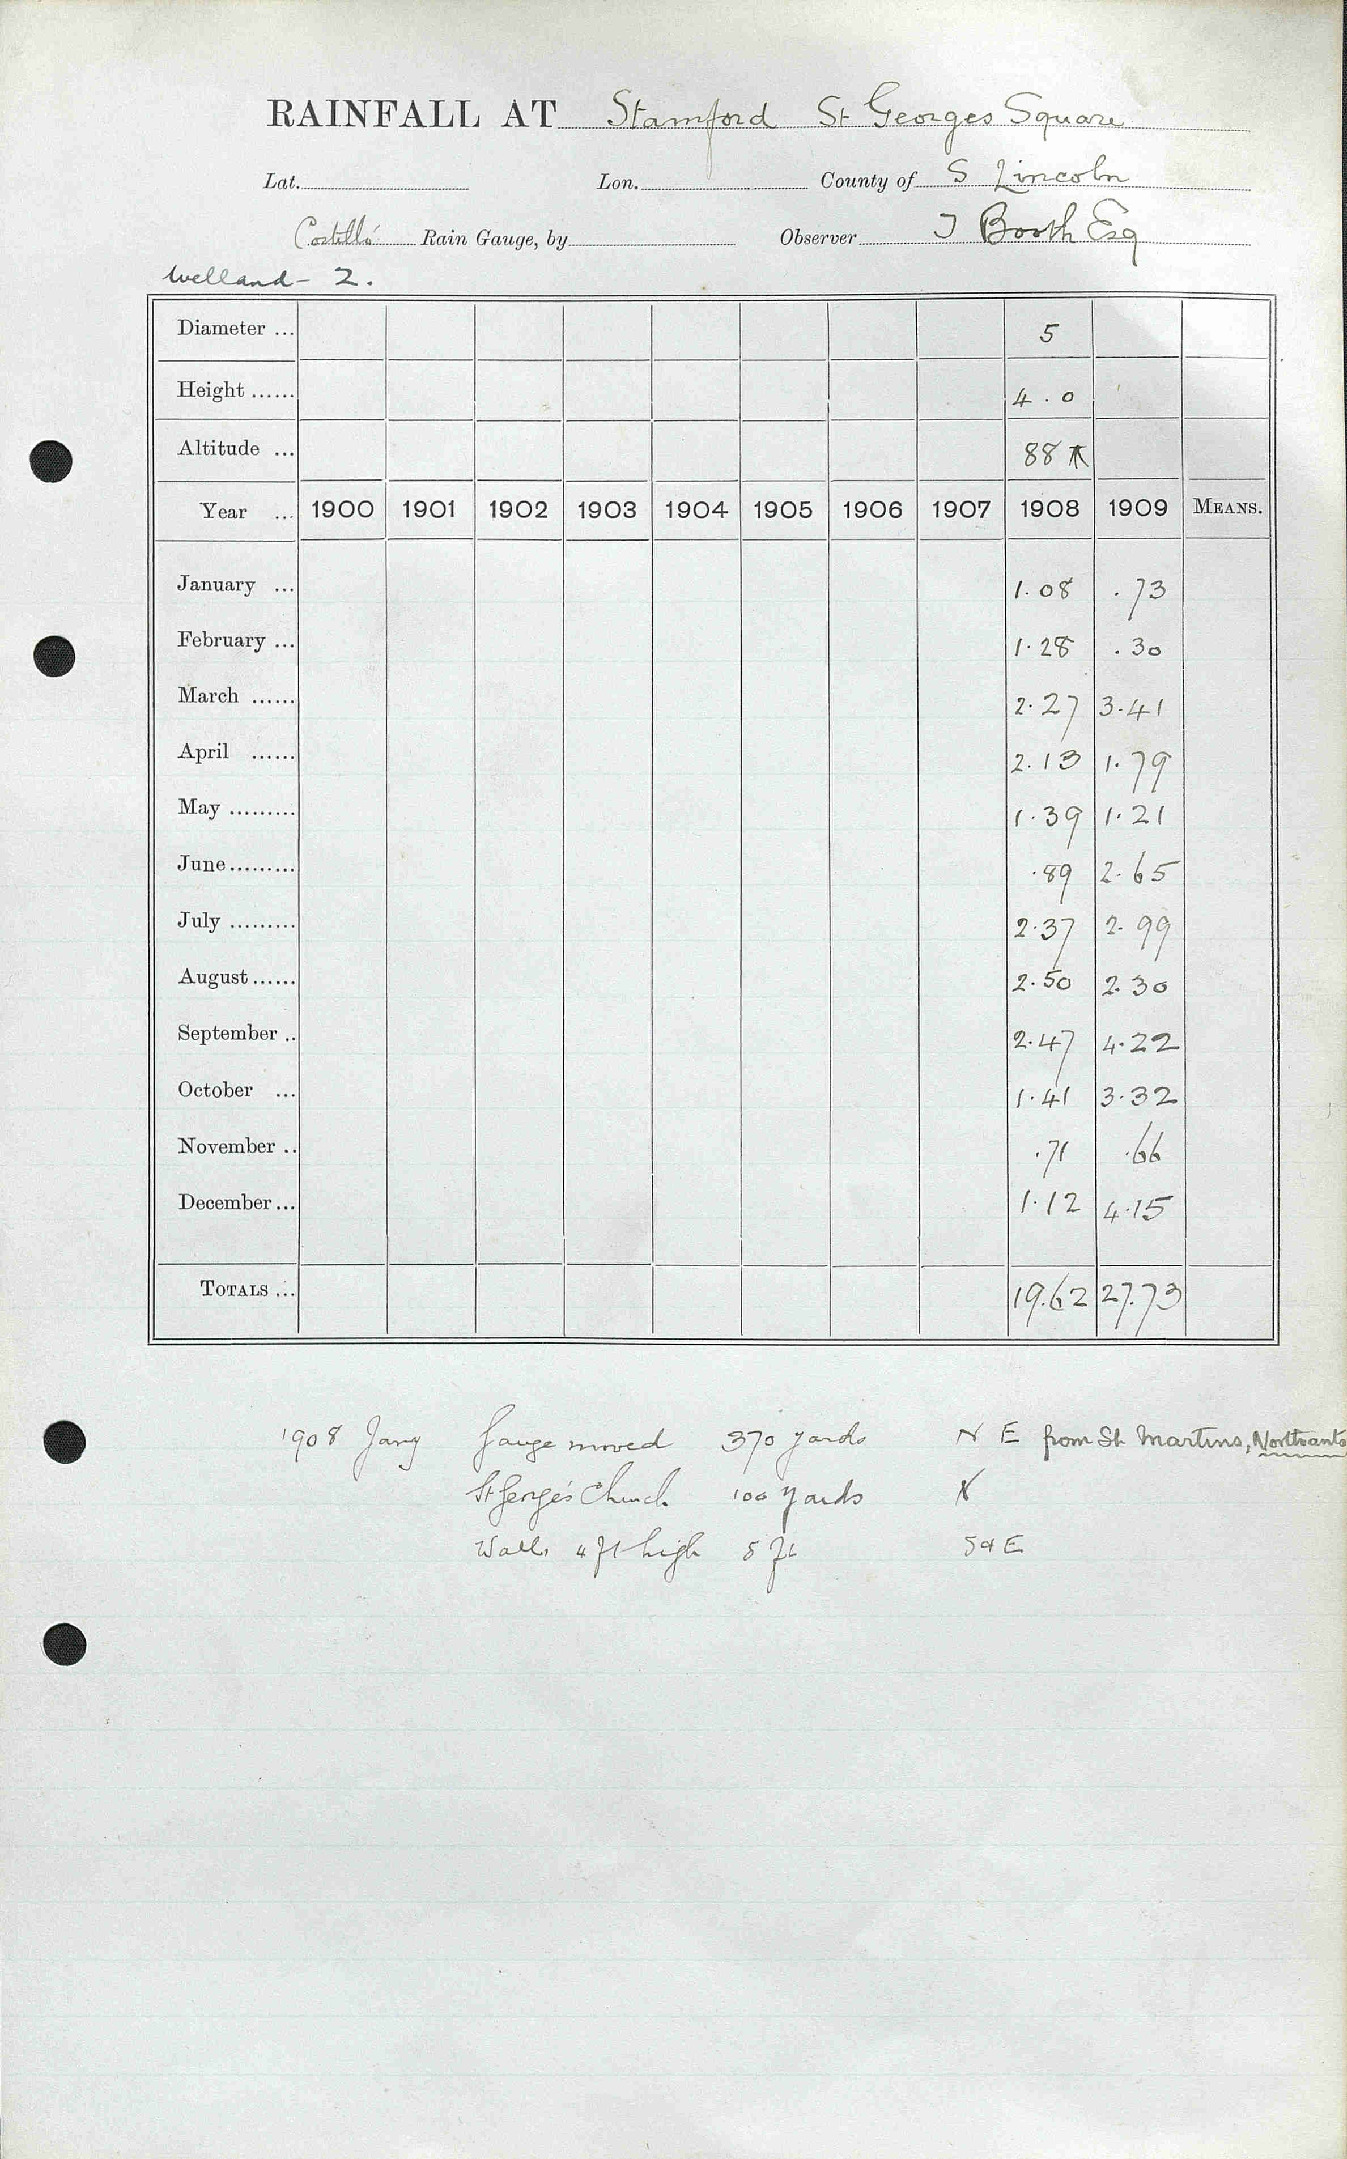 RAINFALL AT Stamford St Georges Square
Lat. Lon. County of S Lincoln
Rain Gauge, by Observer J Booth Esq
Welland - 2.
Diameter ... 5
Height ...... 4.0
Altitude ... 88
Year ... 1900 1901 1902 1903 1904 1905 1906 1907 1908 1909 MEANS.
January ... 1.08 .73
February ... 1.28 .30
March ...... 2.27 3.41
April ...... 2.13 1.79
May ......... 1.39 1.21
June ......... .89 2.65
July ......... 2.37 2.99
August ...... 2.50 2.30
September .. 2.47 4.22
October ... 1.41 3.32
November .. .71 .66
December ... 1.12 4.15
TOTALS ... 19.62 27.73
1908 Jany Gauge moved 370 yards N E from St Martins, Northants
St George's Church 100 yards
Walls 4 ft high 5 ft S & E